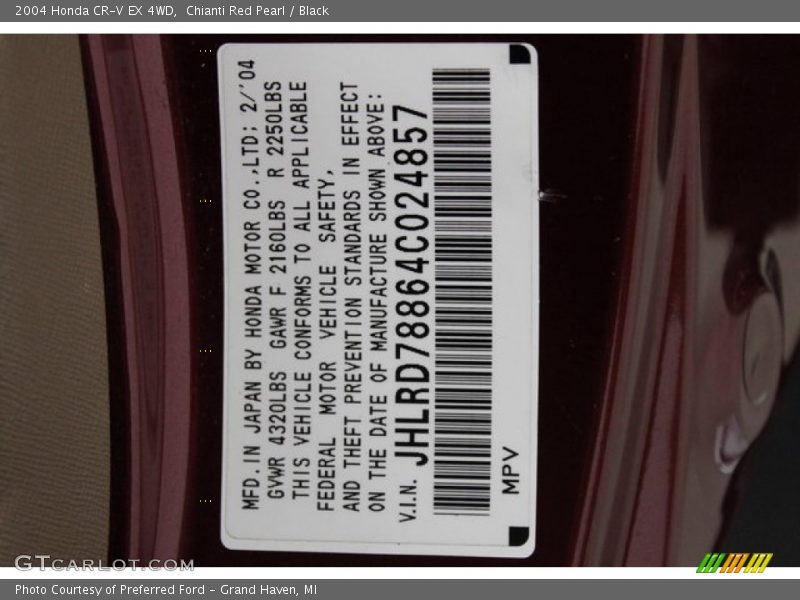 2004 Honda CR-V EX 4WD, Chianti Red Pearl / Black
MFD. IN JAPAN BY HONDA MOTOR CO.,LTD; 2/'04
GVWR 4320LBS GAWR F 2160LBS R 2250LBS
THIS VEHICLE CONFORMS TO ALL APPLICABLE
FEDERAL MOTOR VEHICLE SAFETY,
AND THEFT PREVENTION STANDARDS IN EFFECT
ON THE DATE OF MANUFACTURE SHOWN ABOVE:
V.I.N. JHLRD78864C024857
MPV
GTCARLOT.COM
Photo Courtesy of Preferred Ford - Grand Haven, MI